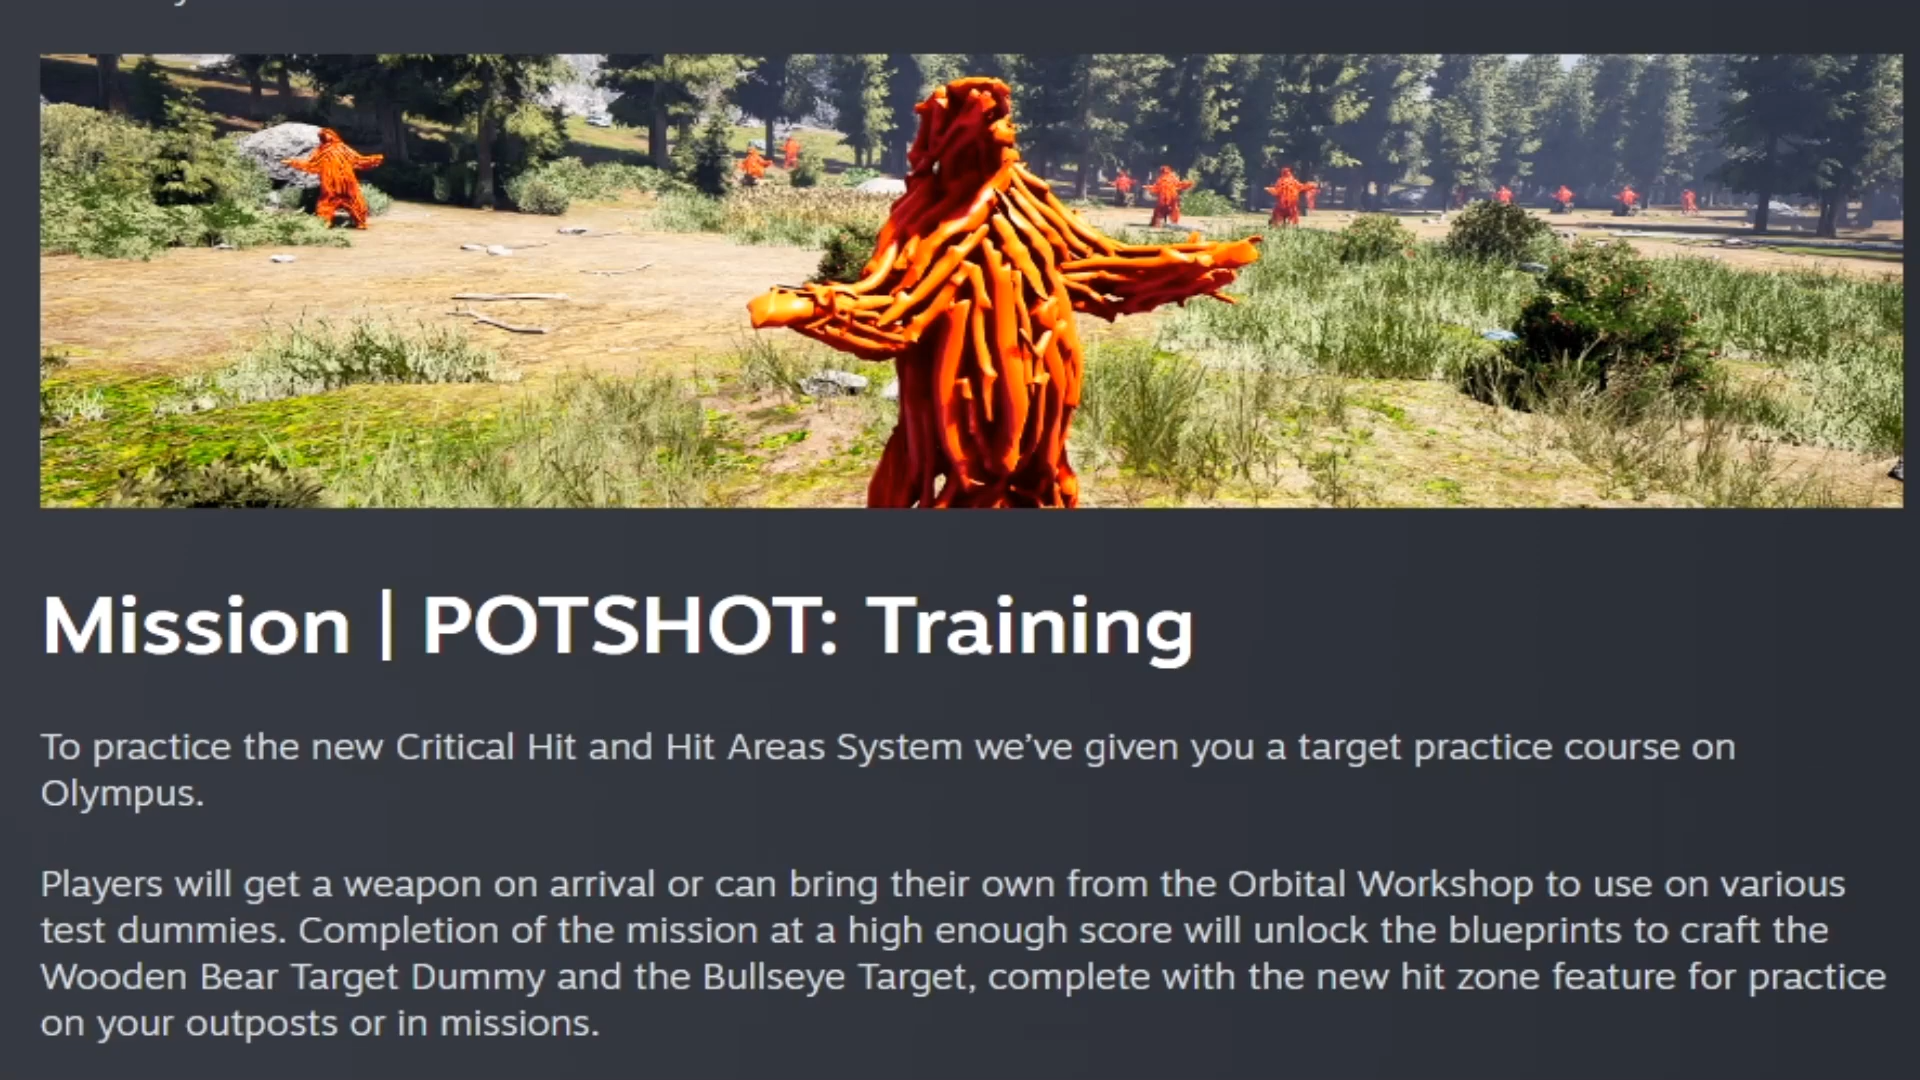 Mission | POTSHOT: Training
To practice the new Critical Hit and Hit Areas System we’ve given you a target practice course on
Olympus.
Players will get a weapon on arrival or can bring their own from the Orbital Workshop to use on various
test dummies. Completion of the mission at a high enough score will unlock the blueprints to craft the
Wooden Bear Target Dummy and the Bullseye Target, complete with the new hit zone feature for practice
on your outposts or in missions.